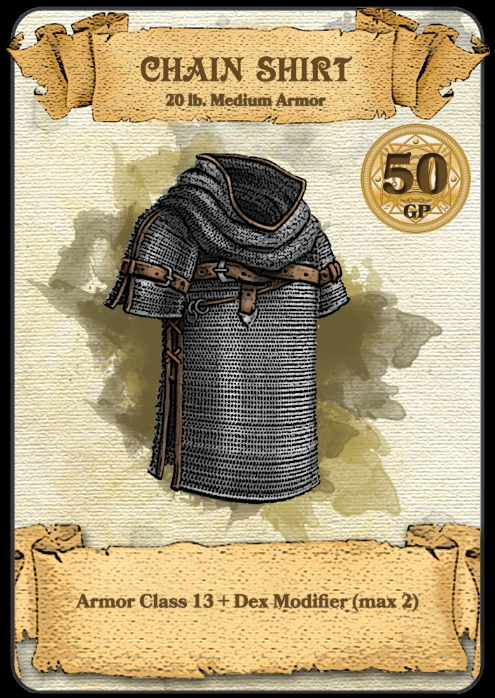 CHAIN SHIRT
20 lb. Medium Armor
50
GP
Armor Class 13 + Dex Modifier (max 2)